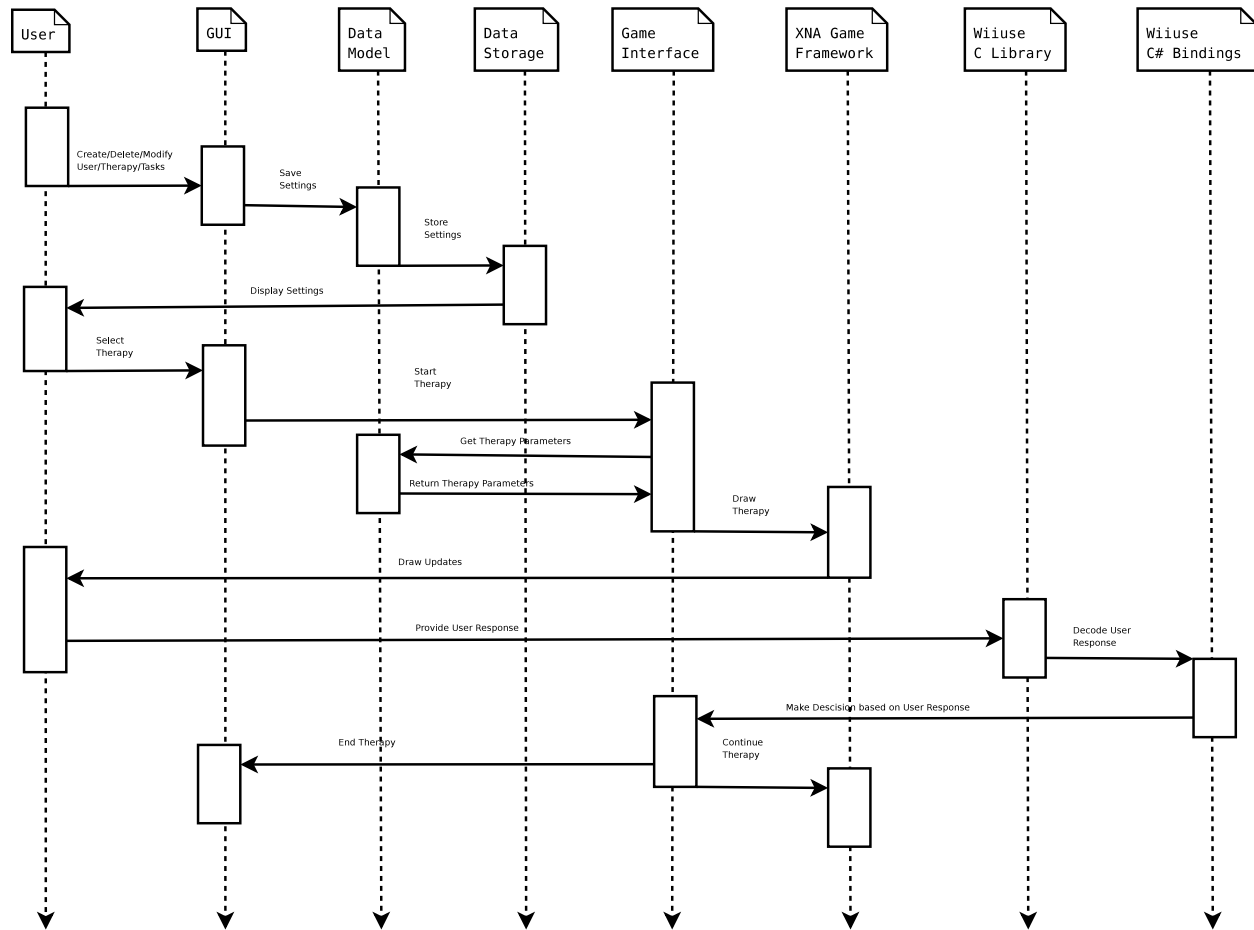 User
GUI
Data
Model
Data
Storage
Game
Interface
XNA Game
Framework
Wiiuse
C Library
Wiiuse
C# Bindings
Create/Delete/Modify
User/Therapy/Tasks
Save
Settings
Store
Settings
Display Settings
Select
Therapy
Start
Therapy
Get Therapy Parameters
Return Therapy Parameters
Draw
Therapy
Draw Updates
Provide User Response
Decode User
Response
Make Descision based on User Response
End Therapy
Continue
Therapy